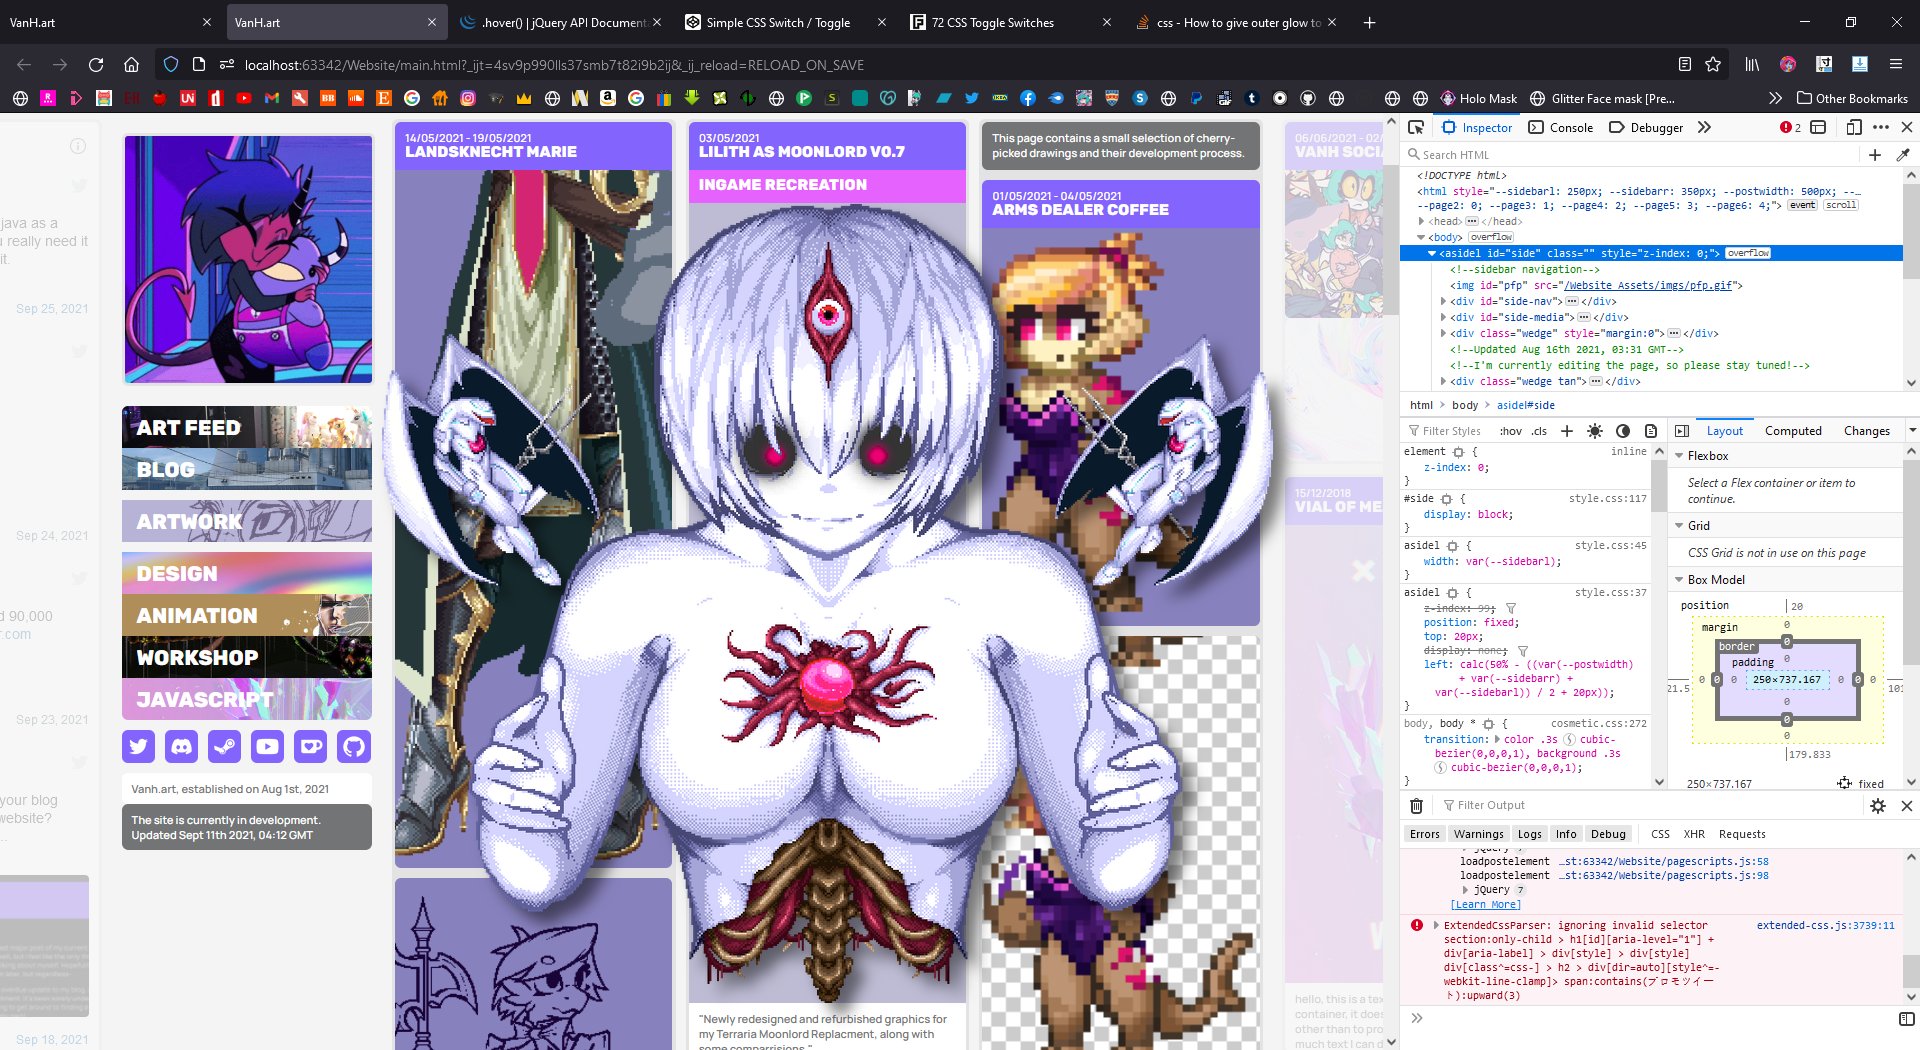 VanH.art
VanH.art
.hover() | jQuery API Document
Simple CSS Switch / Toggle
72 CSS Toggle Switches
css - How to give outer glow to
localhost:63342/Website/main.html?_ijt=4sv9p990lls37smb7t82i9b2ij&_ij_reload=RELOAD_ON_SAVE
Holo Mask
Glitter Face mask [Pre...
Other Bookmarks
java as a
u really need it
it.
Sep 25, 2021
Sep 24, 2021
d 90,000
r.com
Sep 23, 2021
your blog
website?
Sep 18, 2021
ART FEED
BLOG
ARTWORK
DESIGN
ANIMATION
WORKSHOP
JAVASCRIPT
Vanh.art, established on Aug 1st, 2021
The site is currently in development.
Updated Sept 11th 2021, 04:12 GMT
14/05/2021 - 19/05/2021
LANDSKNECHT MARIE
03/05/2021
LILITH AS MOONLORD V0.7
INGAME RECREATION
"Newly redesigned and refurbished graphics for
my Terraria Moonlord Replacment, along with
some comparrisions."
This page contains a small selection of cherry-
picked drawings and their development process.
01/05/2021 - 04/05/2021
ARMS DEALER COFFEE
06/06/2021 - 02/
VANH SOCIA
15/12/2018
VIAL OF ME
hello, this is a tex
container, it does
other than to pro
much text I can d
Inspector
Console
Debugger
2
Search HTML
<!DOCTYPE html>
<html style="--sidebarl: 250px; --sidebarr: 350px; --postwidth: 500px; --…
--page2: 0; --page3: 1; --page4: 2; --page5: 3; --page6: 4;"> event scroll
<head> </head>
<body> overflow
<asidel id="side" class="" style="z-index: 0;"> overflow
<!--sidebar navigation-->
<img id="pfp" src="/Website Assets/imgs/pfp.gif">
<div id="side-nav"> </div>
<div id="side-media"> </div>
<div class="wedge" style="margin:0"> </div>
<!--Updated Aug 16th 2021, 03:31 GMT-->
<!--I'm currently editing the page, so please stay tuned!-->
<div class="wedge tan"> </div>
html > body > asidel#side
Filter Styles
:hov .cls
element { inline
z-index: 0;
}
#side { style.css:117
display: block;
}
asidel { style.css:45
width: var(--sidebarl);
}
asidel { style.css:37
z-index: 99;
position: fixed;
top: 20px;
display: none;
left: calc(50% - ((var(--postwidth)
+ var(--sidebarr) +
var(--sidebarl)) / 2 + 20px));
}
body, body * { cosmetic.css:272
transition: color .3s cubic-
bezier(0,0,0,1), background .3s
cubic-bezier(0,0,0,1);
}
Layout
Computed
Changes
Flexbox
Select a Flex container or item to
continue.
Grid
CSS Grid is not in use on this page
Box Model
position
20
margin
0
border
0
padding
0
21.5
0
0
0
250×737.167
0
0
0
101
0
0
0
179.833
250×737.167
fixed
Filter Output
Errors
Warnings
Logs
Info
Debug
CSS
XHR
Requests
jQuery 7
loadpostelement …st:63342/Website/pagescripts.js:58
loadpostelement …st:63342/Website/pagescripts.js:98
jQuery 7
[Learn More]
ExtendedCssParser: ignoring invalid selector extended-css.js:3739:11
section:only-child > h1[id][aria-level="1"] +
div[aria-label] > div[style] > div[style]
div[class^=css-] > h2 > div[dir=auto][style^=-
webkit-line-clamp]> span:contains(プロモツイー
ト):upward(3)